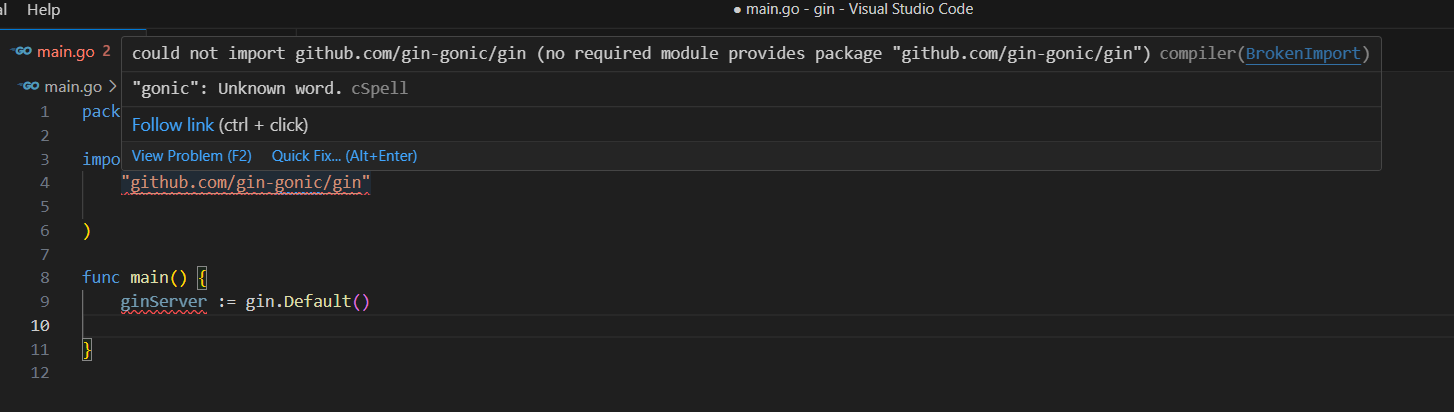 Help
● main.go - gin - Visual Studio Code
main.go 2
could not import github.com/gin-gonic/gin (no required module provides package "github.com/gin-gonic/gin") compiler(BrokenImport)
main.go >
"gonic": Unknown word. cSpell
1 pack
Follow link (ctrl + click)
2
3 impo
View Problem (F2) Quick Fix... (Alt+Enter)
4 "github.com/gin-gonic/gin"
5
6 )
7
8 func main() {
9 ginServer := gin.Default()
10
11 }
12